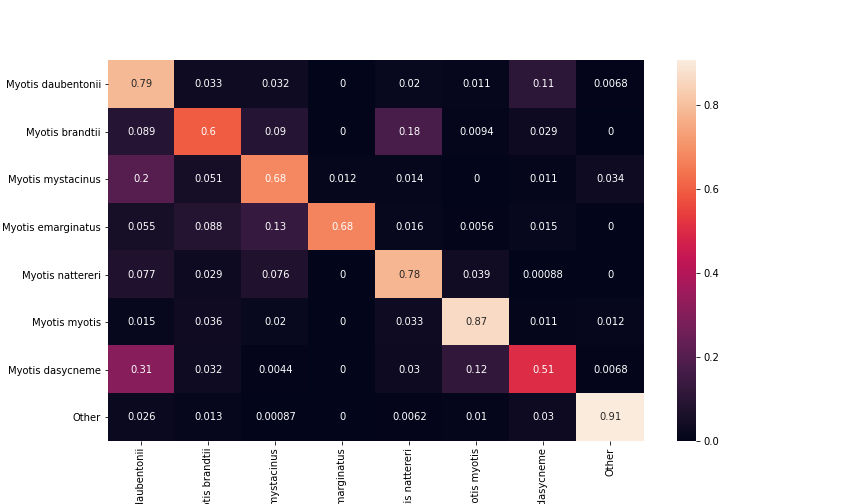 Myotis daubentonii 0.79 0.033 0.032 0 0.02 0.011 0.11 0.0068
Myotis brandtii 0.089 0.6 0.09 0 0.18 0.0094 0.029 0
Myotis mystacinus 0.2 0.051 0.68 0.012 0.014 0 0.011 0.034
Myotis emarginatus 0.055 0.088 0.13 0.68 0.016 0.0056 0.015 0
Myotis nattereri 0.077 0.029 0.076 0 0.78 0.039 0.00088 0
Myotis myotis 0.015 0.036 0.02 0 0.033 0.87 0.011 0.012
Myotis dasycneme 0.31 0.032 0.0044 0 0.03 0.12 0.51 0.0068
Other 0.026 0.013 0.00087 0 0.0062 0.01 0.03 0.91
daubentonii
otis brandtii
mystacinus
marginatus
is nattereri
otis myotis
dasycneme
Other
0.8
0.6
0.4
0.2
0.0